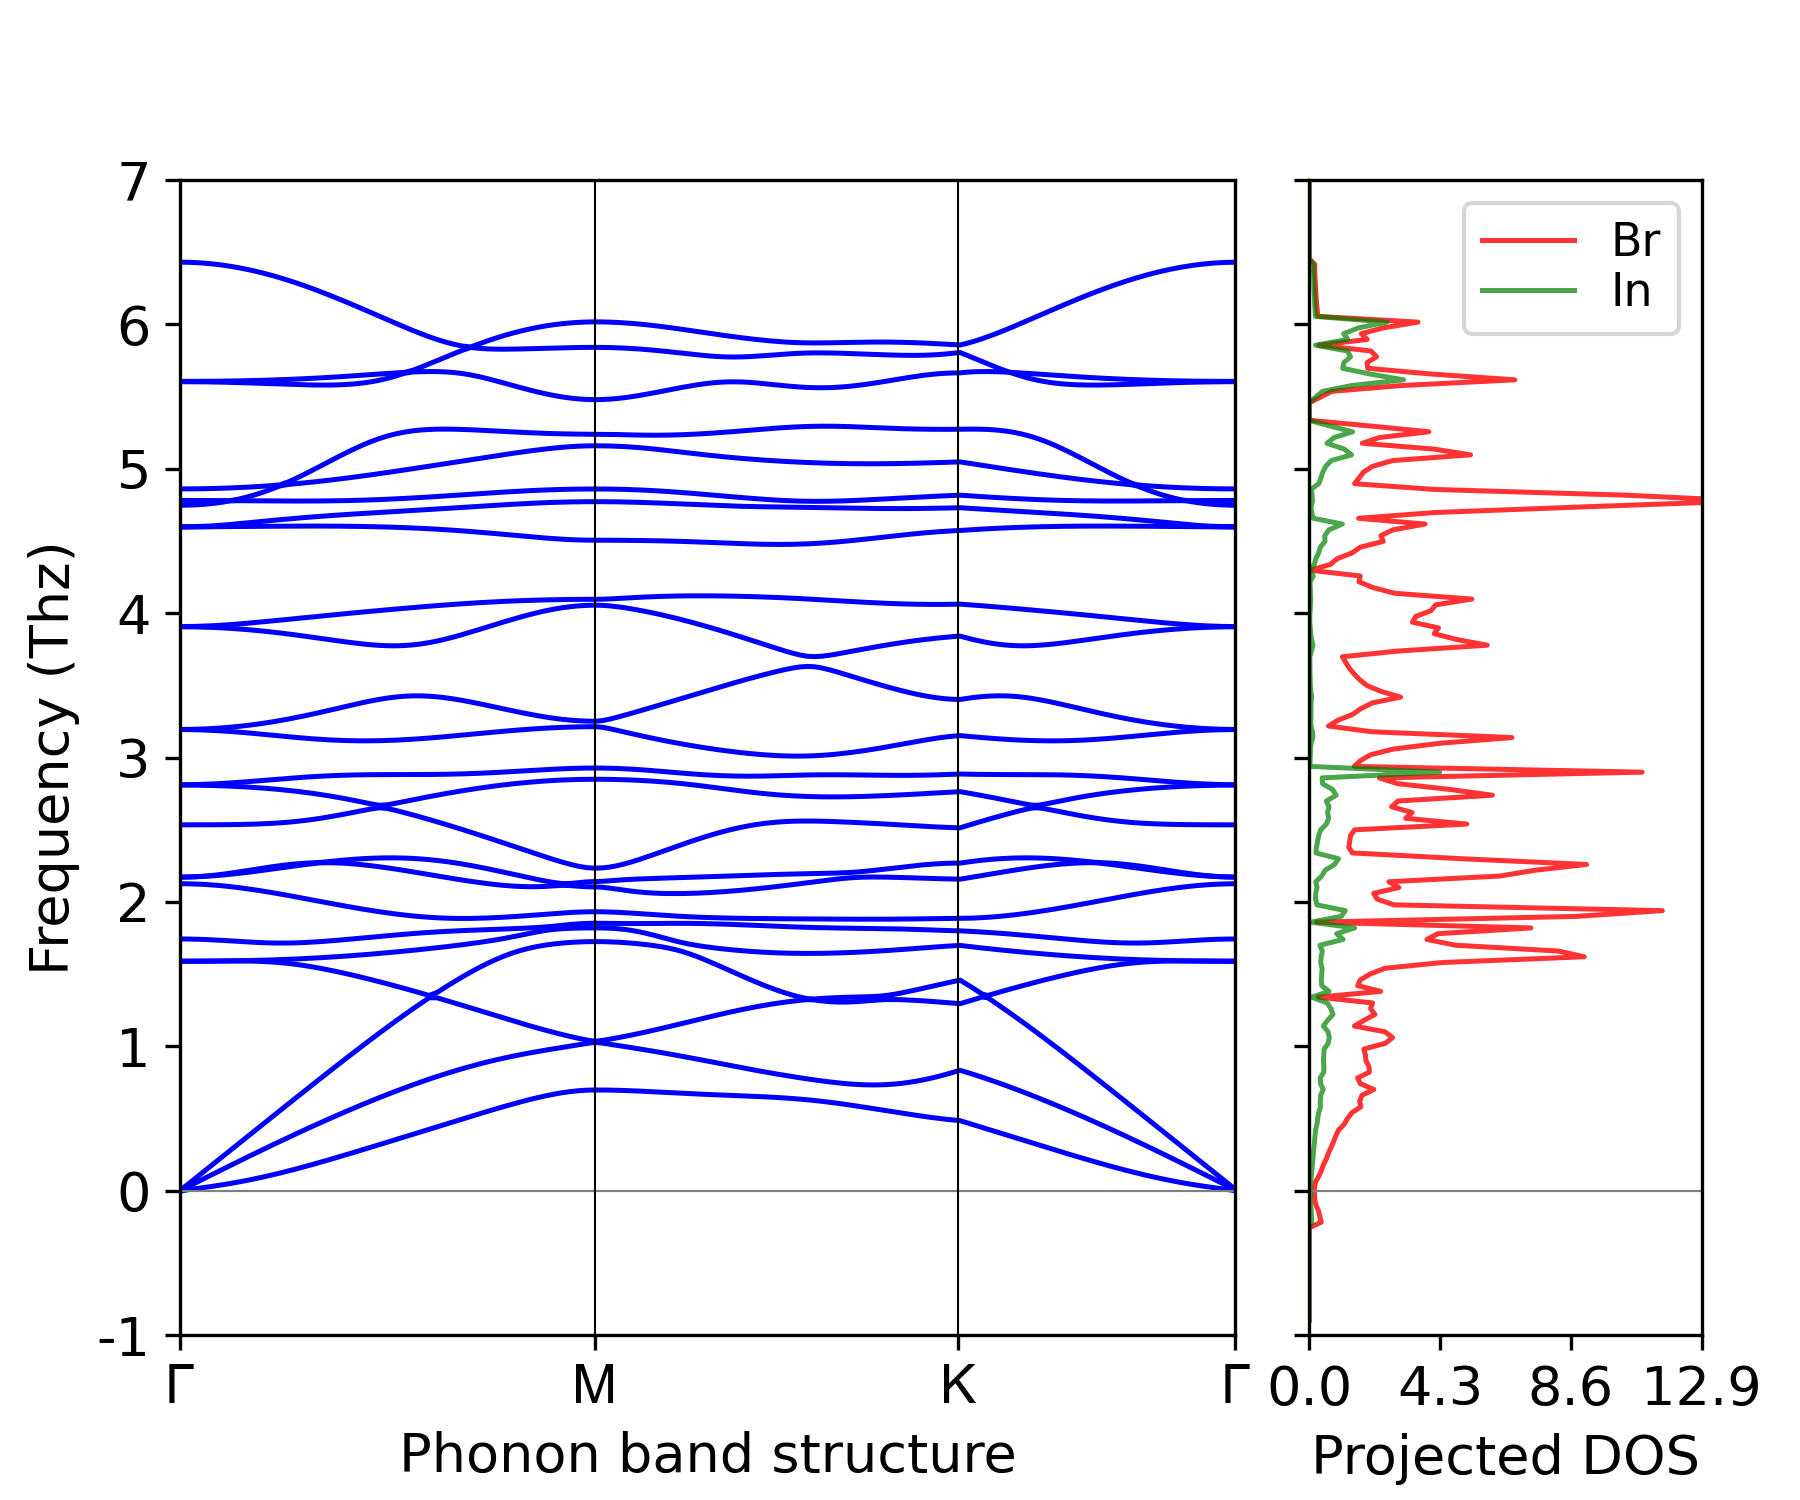 7
6
5
4
3
2
1
0
-1
Frequency (Thz)
Γ M K Γ
Phonon band structure
Br
In
0.0 4.3 8.6 12.9
Projected DOS